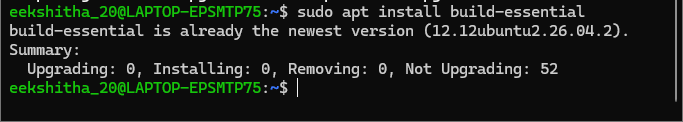 eekshitha_20@LAPTOP-EPSMTP75:~$ sudo apt install build-essential
build-essential is already the newest version (12.12ubuntu2.26.04.2).
Summary:
  Upgrading: 0, Installing: 0, Removing: 0, Not Upgrading: 52
eekshitha_20@LAPTOP-EPSMTP75:~$